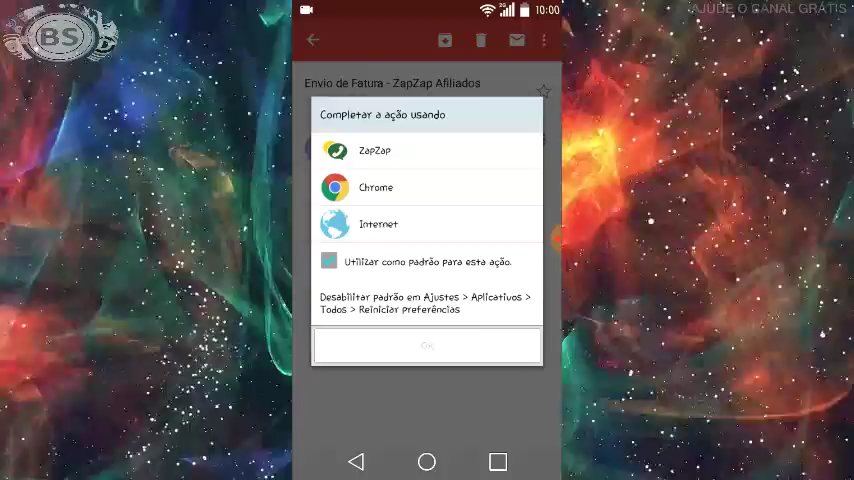 BS
D
AJUDE O CANAL GRÁTIS
3G
10:00
Envio de Fatura - ZapZap Afiliados
Completar a ação usando
ZapZap
Chrome
Internet
Utilizar como padrão para esta ação.
Desabilitar padrão em Ajustes > Aplicativos >
Todos > Reiniciar preferências
OK